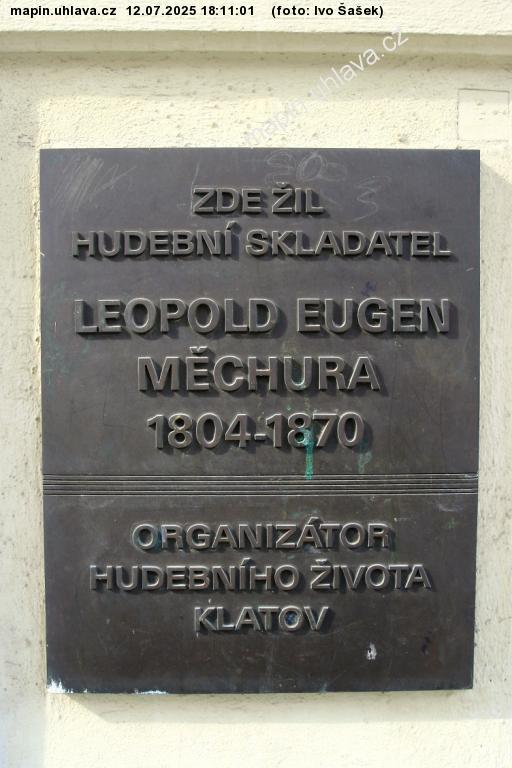 mapin.uhlava.cz 12.07.2025 18:11:01 (foto: Ivo Šašek)
mapin.uhlava.cz
ZDE ŽIL
HUDEBNÍ SKLADATEL
LEOPOLD EUGEN
MĚCHURA
1804-1870
ORGANIZÁTOR
HUDEBNÍHO ŽIVOTA
KLATOV